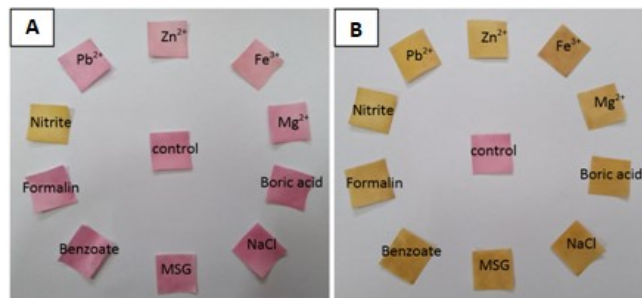 A
Zn²⁺
Pb²⁺
Fe³⁺
Nitrite
Mg²⁺
control
Formalin
Boric acid
Benzoate
NaCl
MSG
B
Zn²⁺
Pb²⁺
Fe³⁺
Nitrite
Mg²⁺
control
Formalin
Boric acid
Benzoate
NaCl
MSG